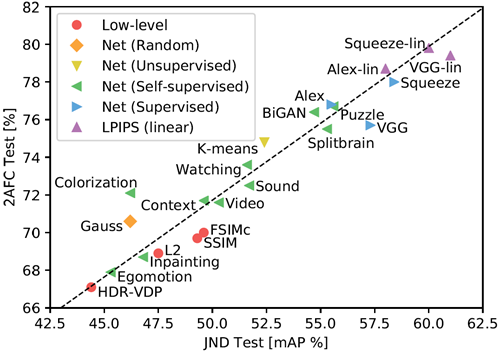 82
80
78
76
74
72
70
68
66
2AFC Test [%]
Low-level
Net (Random)
Net (Unsupervised)
Net (Self-supervised)
Net (Supervised)
LPIPS (linear)
Squeeze-lin
Alex-lin
VGG-lin
Squeeze
Alex
BiGAN
Puzzle
VGG
Splitbrain
K-means
Watching
Sound
Colorization
Context
Video
Gauss
FSIMc
SSIM
L2
Inpainting
Egomotion
HDR-VDP
42.5 45.0 47.5 50.0 52.5 55.0 57.5 60.0 62.5
JND Test [mAP %]